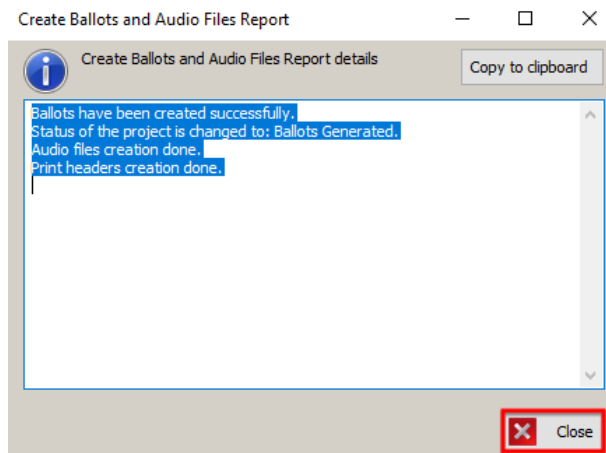 Create Ballots and Audio Files Report
Create Ballots and Audio Files Report details
Copy to clipboard
Ballots have been created successfully.
Status of the project is changed to: Ballots Generated.
Audio files creation done.
Print headers creation done.
Close